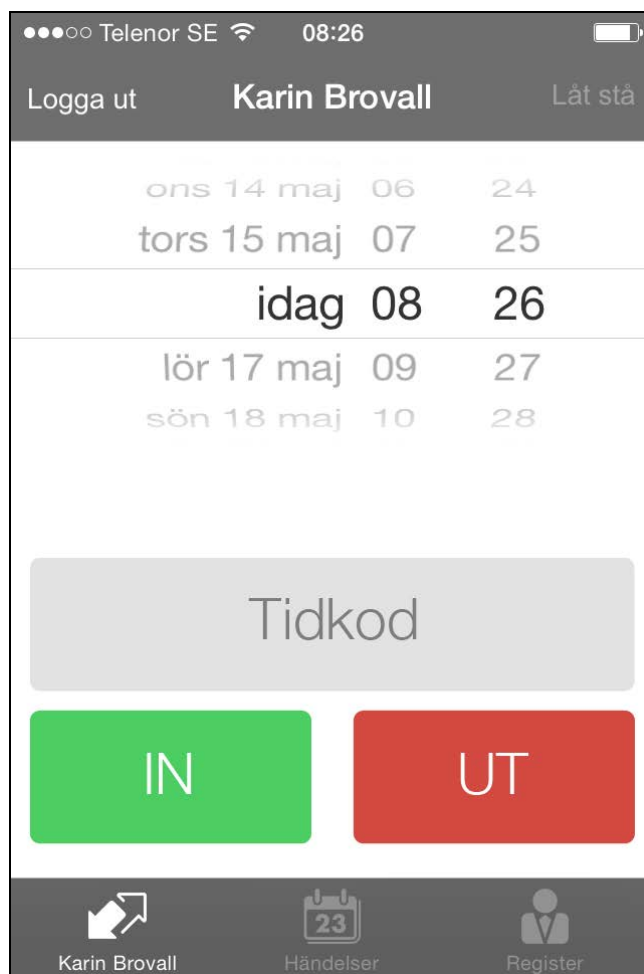 Telenor SE 08:26
Logga ut Karin Brovall Låt stå
ons 14 maj 06 24
tors 15 maj 07 25
idag 08 26
lör 17 maj 09 27
sön 18 maj 10 28
Tidkod
IN UT
23
Karin Brovall Händelser Register